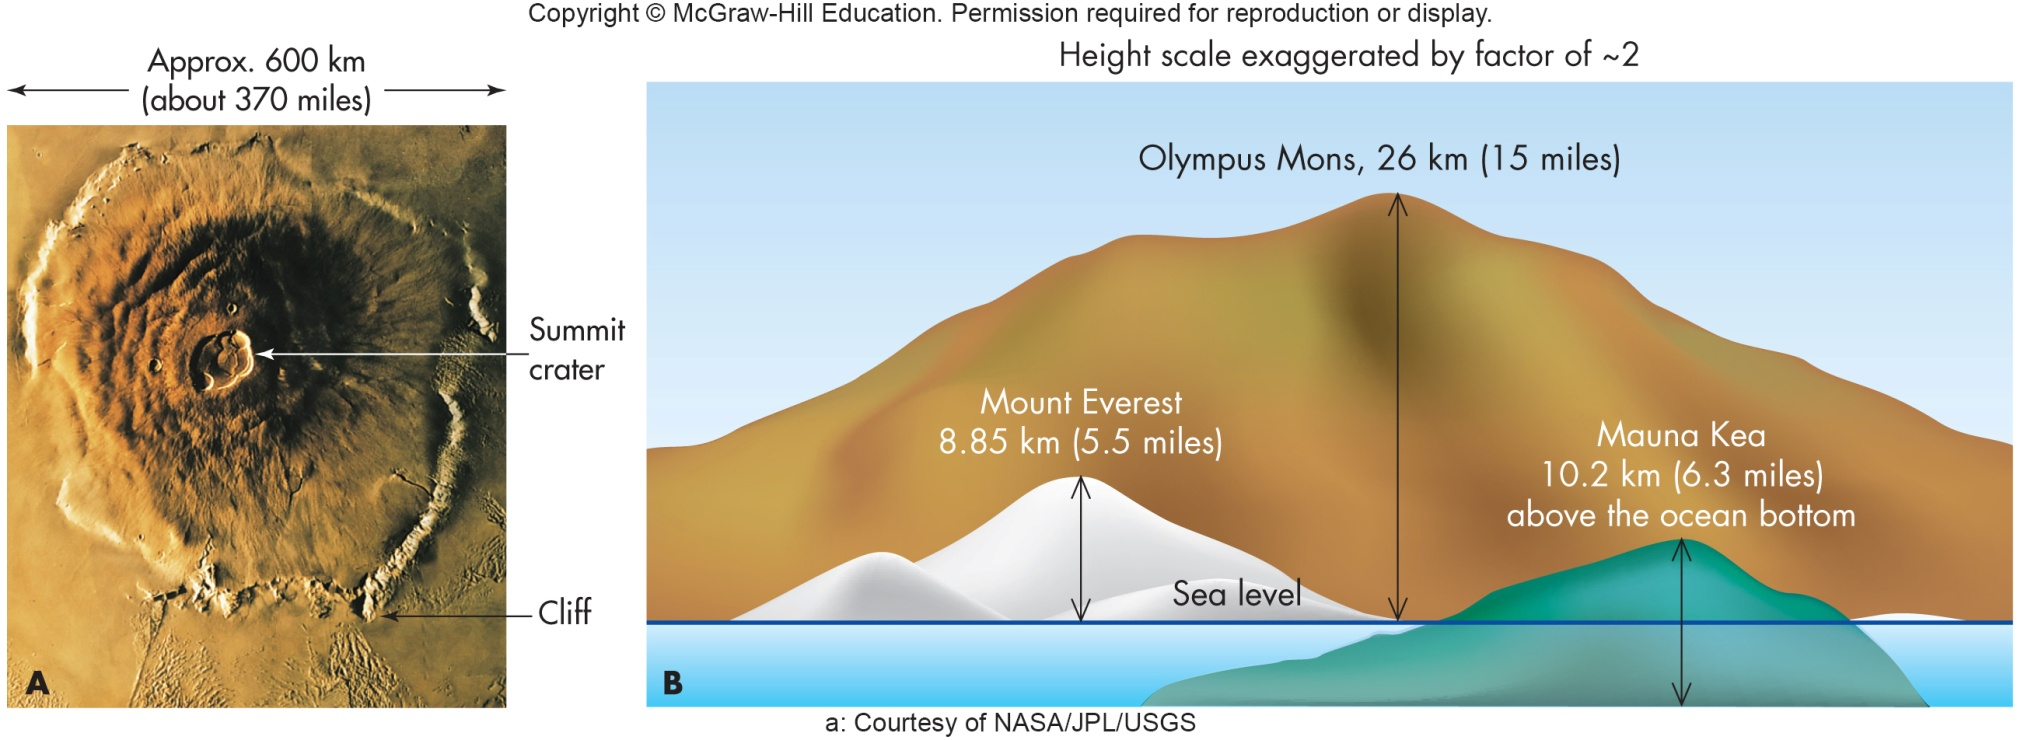 Copyright © McGraw-Hill Education. Permission required for reproduction or display.
Approx. 600 km
(about 370 miles)
Summit
crater
Cliff
A
Height scale exaggerated by factor of ~2
Olympus Mons, 26 km (15 miles)
Mount Everest
8.85 km (5.5 miles)
Mauna Kea
10.2 km (6.3 miles)
above the ocean bottom
Sea level
B
a: Courtesy of NASA/JPL/USGS